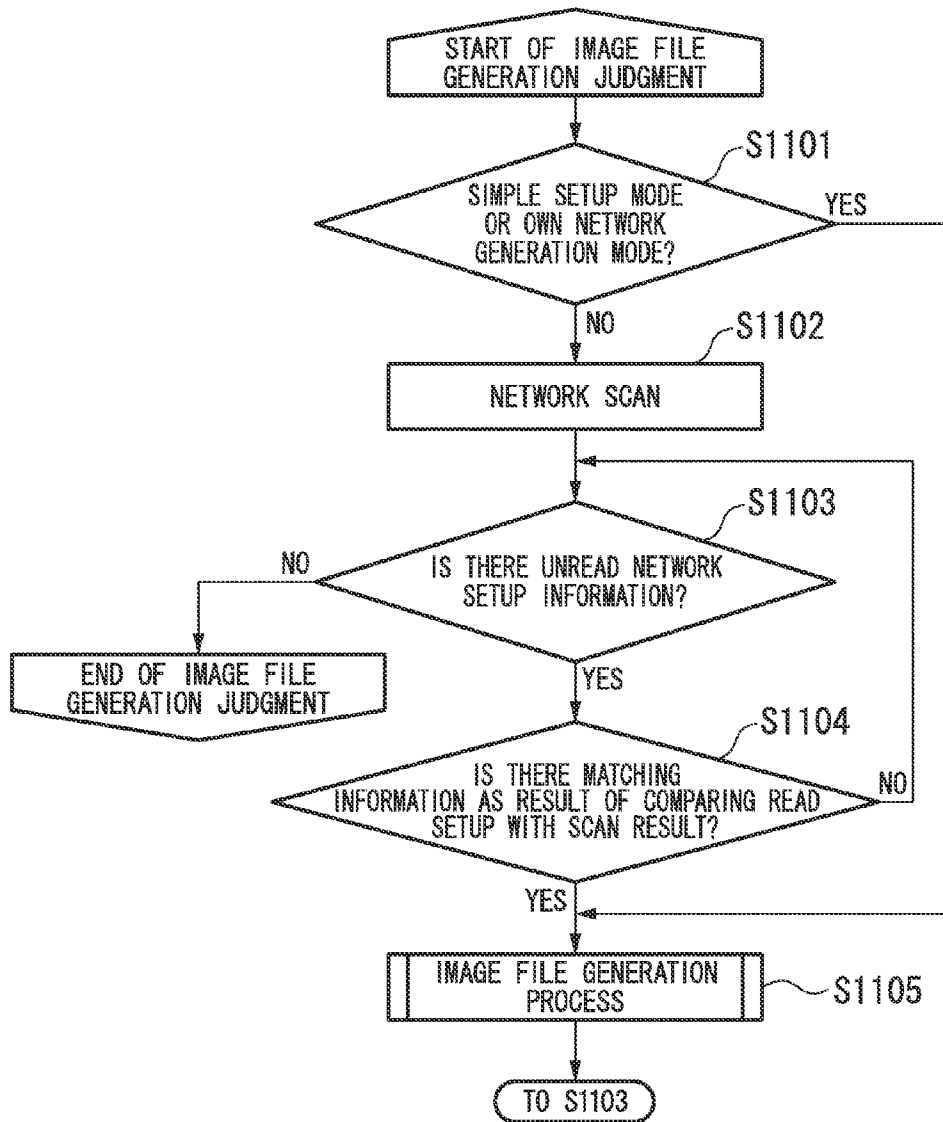 START OF IMAGE FILE
GENERATION JUDGMENT
S1101
SIMPLE SETUP MODE
OR OWN NETWORK
GENERATION MODE?
YES
NO
S1102
NETWORK SCAN
S1103
NO
IS THERE UNREAD NETWORK
SETUP INFORMATION?
END OF IMAGE FILE
GENERATION JUDGMENT
YES
S1104
IS THERE MATCHING
INFORMATION AS RESULT OF COMPARING READ
SETUP WITH SCAN RESULT?
NO
YES
IMAGE FILE GENERATION
PROCESS
S1105
TO S1103